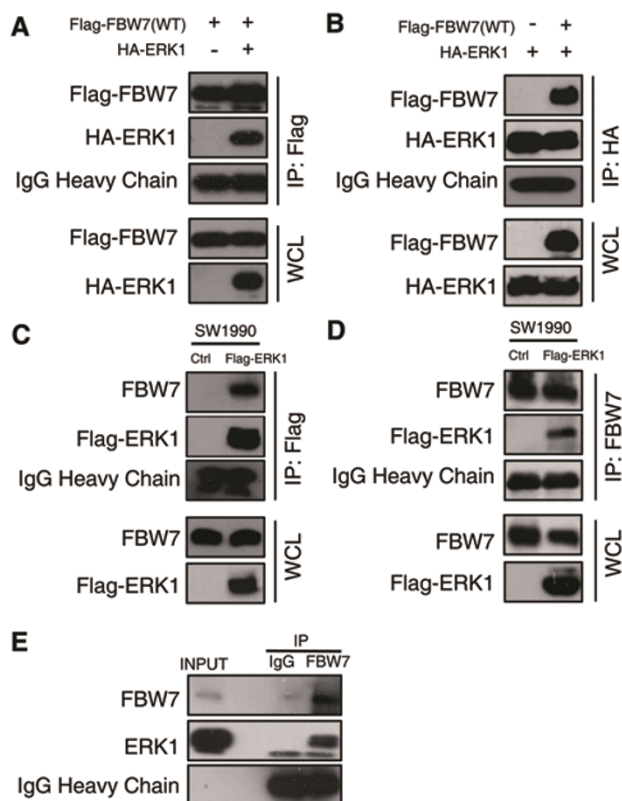 A
Flag-FBW7(WT) + +
HA-ERK1 - +
Flag-FBW7
HA-ERK1
IgG Heavy Chain
IP: Flag
Flag-FBW7
HA-ERK1
WCL
B
Flag-FBW7(WT) - +
HA-ERK1 + +
Flag-FBW7
HA-ERK1
IgG Heavy Chain
IP: HA
Flag-FBW7
HA-ERK1
WCL
C
SW1990
Ctrl Flag-ERK1
FBW7
Flag-ERK1
IgG Heavy Chain
IP: Flag
FBW7
Flag-ERK1
WCL
D
SW1990
Ctrl Flag-ERK1
FBW7
Flag-ERK1
IgG Heavy Chain
IP: FBW7
FBW7
Flag-ERK1
WCL
E
IP
INPUT IgG FBW7
FBW7
ERK1
IgG Heavy Chain